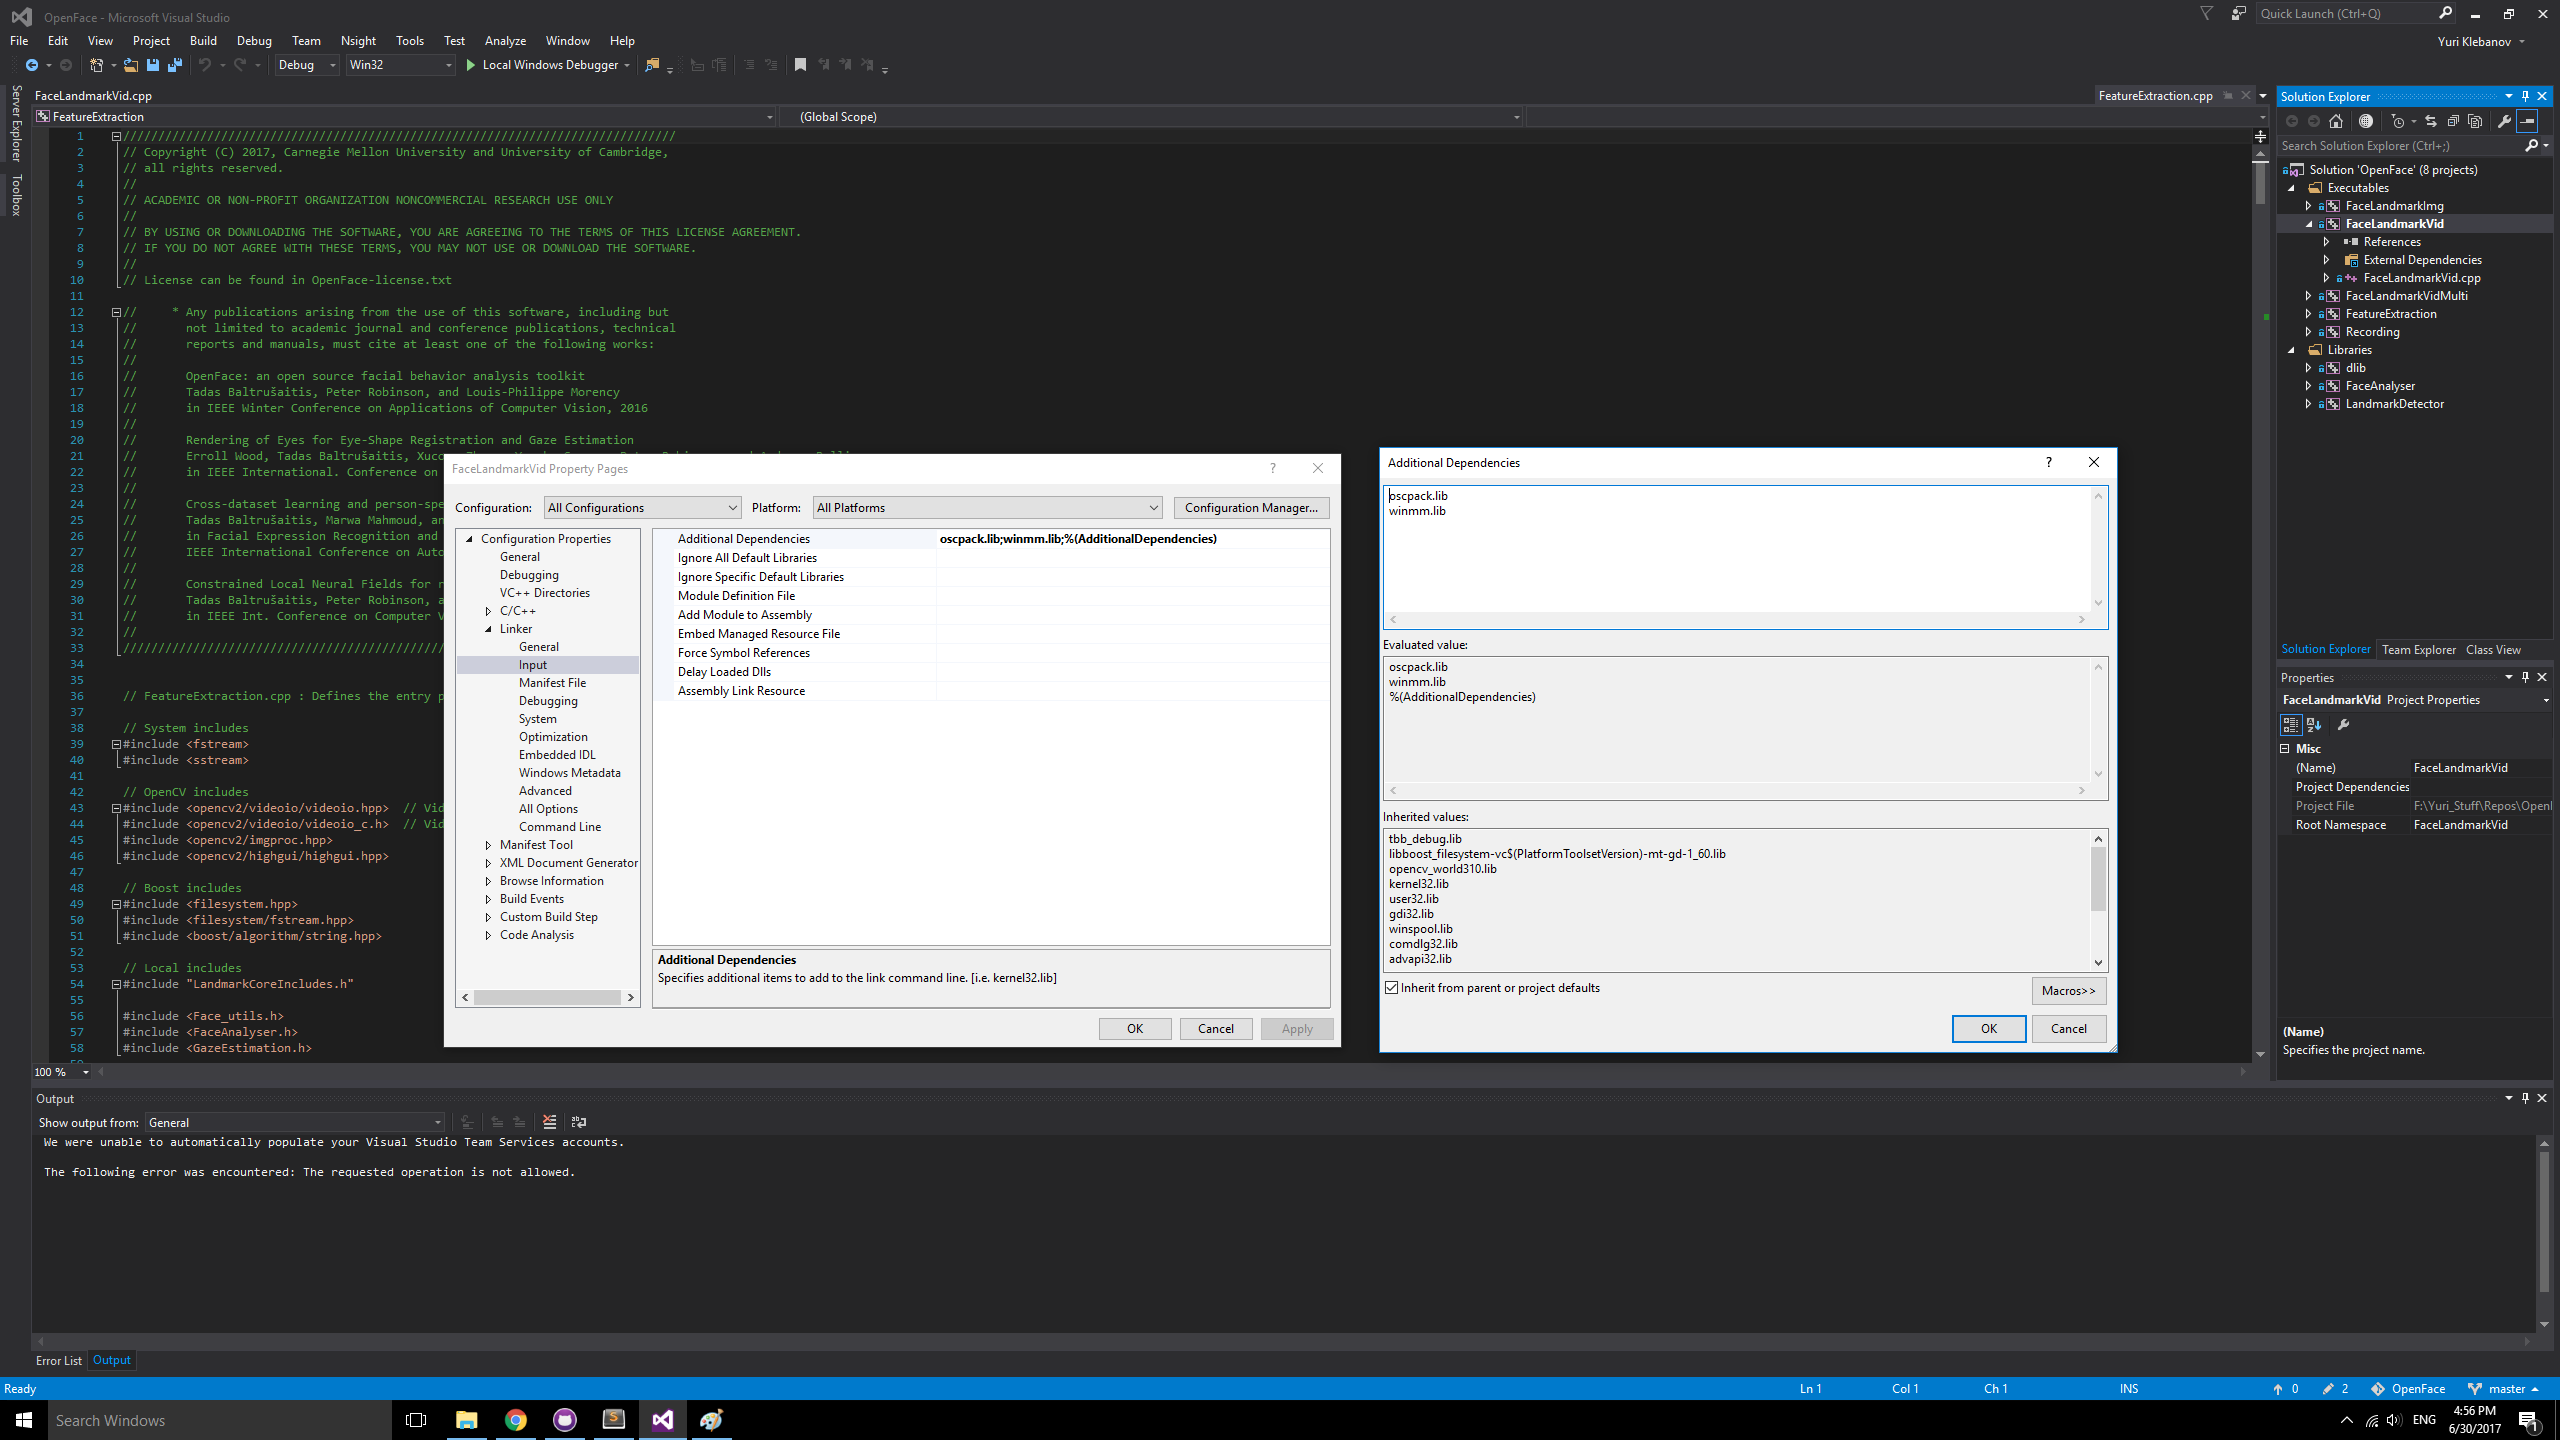 OpenFace - Microsoft Visual Studio
Quick Launch (Ctrl+Q)
File Edit View Project Build Debug Team Nsight Tools Test Analyze Window Help
Yuri Klebanov
Debug Win32 Local Windows Debugger
Server Explorer
Toolbox
FaceLandmarkVid.cpp
FeatureExtraction.cpp
FeatureExtraction
(Global Scope)
1 ///////////////////////////////////////////////////////////////////////////////
2 // Copyright (C) 2017, Carnegie Mellon University and University of Cambridge,
3 // all rights reserved.
4 //
5 // ACADEMIC OR NON-PROFIT ORGANIZATION NONCOMMERCIAL RESEARCH USE ONLY
6 //
7 // BY USING OR DOWNLOADING THE SOFTWARE, YOU ARE AGREEING TO THE TERMS OF THIS LICENSE AGREEMENT.
8 // IF YOU DO NOT AGREE WITH THESE TERMS, YOU MAY NOT USE OR DOWNLOAD THE SOFTWARE.
9 //
10 // License can be found in OpenFace-license.txt
11
12 // * Any publications arising from the use of this software, including but
13 // not limited to academic journal and conference publications, technical
14 // reports and manuals, must cite at least one of the following works:
15 //
16 // OpenFace: an open source facial behavior analysis toolkit
17 // Tadas Baltrušaitis, Peter Robinson, and Louis-Philippe Morency
18 // in IEEE Winter Conference on Applications of Computer Vision, 2016
19 //
20 // Rendering of Eyes for Eye-Shape Registration and Gaze Estimation
21 // Erroll Wood, Tadas Baltrušaitis,
22 // in IEEE International. Conference on
23 //
24 // Cross-dataset learning and person-spe
25 // Tadas Baltrušaitis, Marwa Mahmoud, an
26 // in Facial Expression Recognition and
27 // IEEE International Conference on Auto
28 //
29 // Constrained Local Neural Fields for r
30 // Tadas Baltrušaitis, Peter Robinson, a
31 // in IEEE Int. Conference on Computer V
32 //
33 //////////////////////////////////////////////
34
35
36 // FeatureExtraction.cpp : Defines the entry p
37
38 // System includes
39 #include <fstream>
40 #include <sstream>
41
42 // OpenCV includes
43 #include <opencv2/videoio/videoio.hpp> // Vid
44 #include <opencv2/videoio/videoio_c.h> // Vid
45 #include <opencv2/imgproc.hpp>
46 #include <opencv2/highgui/highgui.hpp>
47
48 // Boost includes
49 #include <filesystem.hpp>
50 #include <filesystem/fstream.hpp>
51 #include <boost/algorithm/string.hpp>
52
53 // Local includes
54 #include "LandmarkCoreIncludes.h"
55
56 #include <Face_utils.h>
57 #include <FaceAnalyser.h>
58 #include <GazeEstimation.h>
100 %
FaceLandmarkVid Property Pages
Configuration: All Configurations Platform: All Platforms Configuration Manager...
Configuration Properties
General
Debugging
VC++ Directories
C/C++
Linker
General
Input
Manifest File
Debugging
System
Optimization
Embedded IDL
Windows Metadata
Advanced
All Options
Command Line
Manifest Tool
XML Document Generator
Browse Information
Build Events
Custom Build Step
Code Analysis
Additional Dependencies oscpack.lib;winmm.lib;%(AdditionalDependencies)
Ignore All Default Libraries
Ignore Specific Default Libraries
Module Definition File
Add Module to Assembly
Embed Managed Resource File
Force Symbol References
Delay Loaded Dlls
Assembly Link Resource
Additional Dependencies
Specifies additional items to add to the link command line. [i.e. kernel32.lib]
OK Cancel Apply
Additional Dependencies
oscpack.lib
winmm.lib
Evaluated value:
oscpack.lib
winmm.lib
%(AdditionalDependencies)
Inherited values:
tbb_debug.lib
libboost_filesystem-vc$(PlatformToolsetVersion)-mt-gd-1_60.lib
opencv_world310.lib
kernel32.lib
user32.lib
gdi32.lib
winspool.lib
comdlg32.lib
advapi32.lib
Inherit from parent or project defaults
Macros>>
OK Cancel
Solution Explorer
Search Solution Explorer (Ctrl+;)
Solution 'OpenFace' (8 projects)
Executables
FaceLandmarkImg
FaceLandmarkVid
References
External Dependencies
FaceLandmarkVid.cpp
FaceLandmarkVidMulti
FeatureExtraction
Recording
Libraries
dlib
FaceAnalyser
LandmarkDetector
Solution Explorer Team Explorer Class View
Properties
FaceLandmarkVid Project Properties
Misc
(Name) FaceLandmarkVid
Project Dependencies
Project File F:\Yuri_Stuff\Repos\Openl
Root Namespace FaceLandmarkVid
(Name)
Specifies the project name.
Output
Show output from: General
We were unable to automatically populate your Visual Studio Team Services accounts.
The following error was encountered: The requested operation is not allowed.
Error List Output
Ready
Ln 1 Col 1 Ch 1 INS 0 2 OpenFace master
Search Windows
ENG
4:56 PM
6/30/2017
1